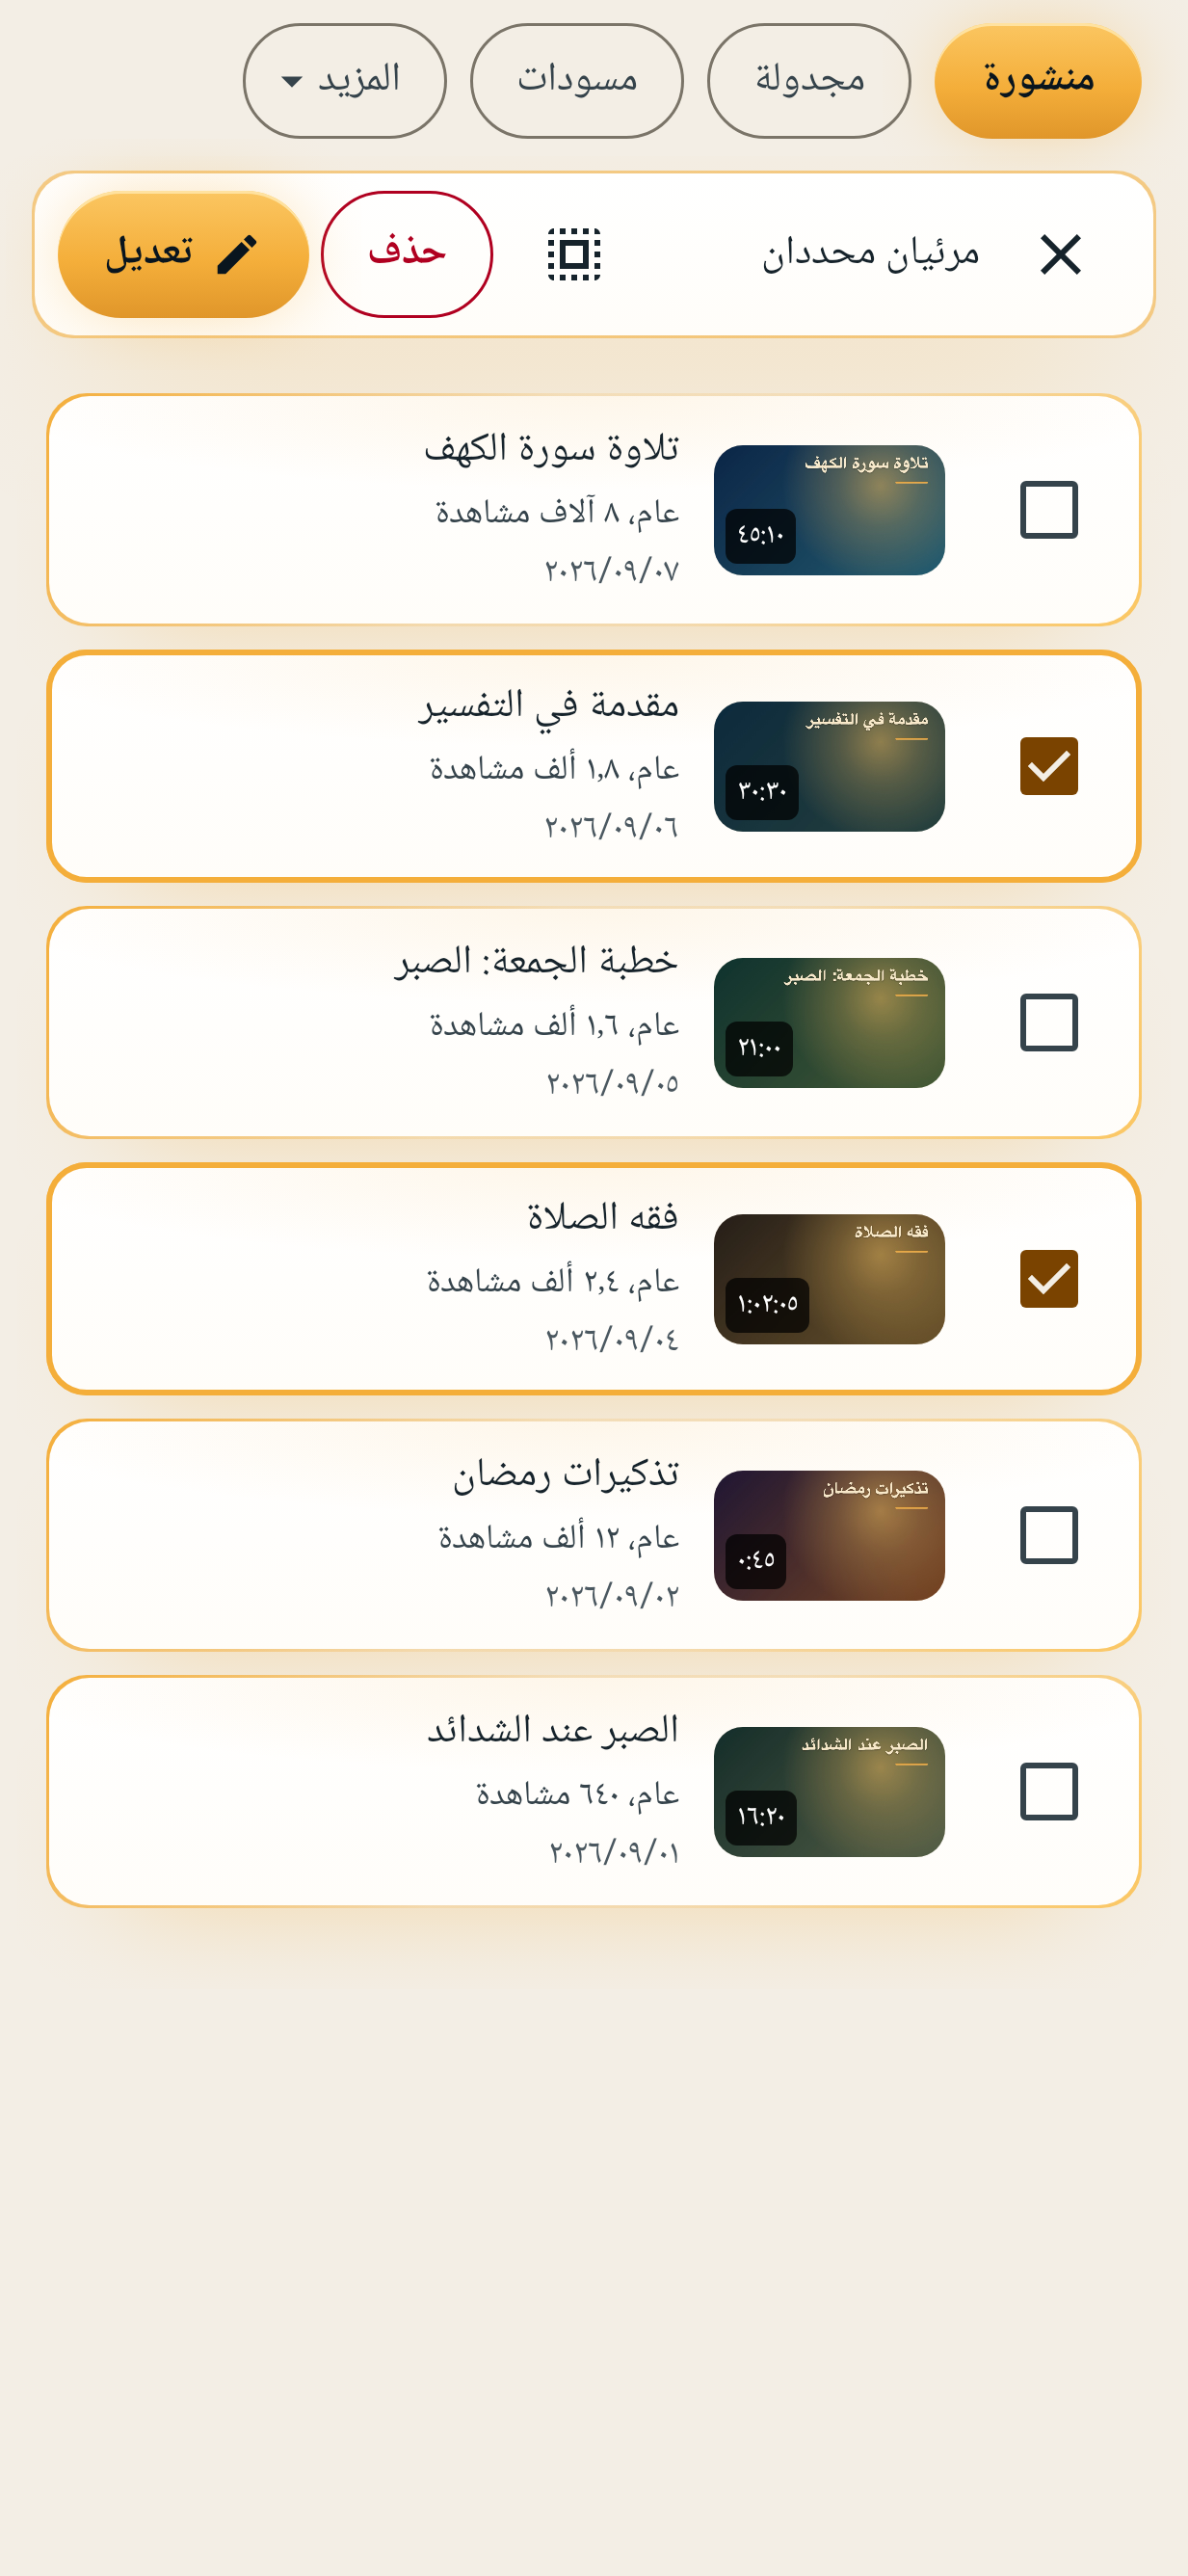 منشورة
مجدولة
مسودات
المزيد
مرئيان محددان
حذف
تعديل
تلاوة سورة الكهف
٤٥:١٠
تلاوة سورة الكهف
عام، ٨ آلاف مشاهدة
٢٠٢٦/٠٩/٠٧
مقدمة في التفسير
٣٠:٣٠
مقدمة في التفسير
عام، ١٫٨ ألف مشاهدة
٢٠٢٦/٠٩/٠٦
خطبة الجمعة: الصبر
٢١:٠٠
خطبة الجمعة: الصبر
عام، ١٫٦ ألف مشاهدة
٢٠٢٦/٠٩/٠٥
فقه الصلاة
١:٠٢:٠٥
فقه الصلاة
عام، ٢٫٤ ألف مشاهدة
٢٠٢٦/٠٩/٠٤
تذكيرات رمضان
٠:٤٥
تذكيرات رمضان
عام، ١٢ ألف مشاهدة
٢٠٢٦/٠٩/٠٢
الصبر عند الشدائد
١٦:٢٠
الصبر عند الشدائد
عام، ٦٤٠ مشاهدة
٢٠٢٦/٠٩/٠١